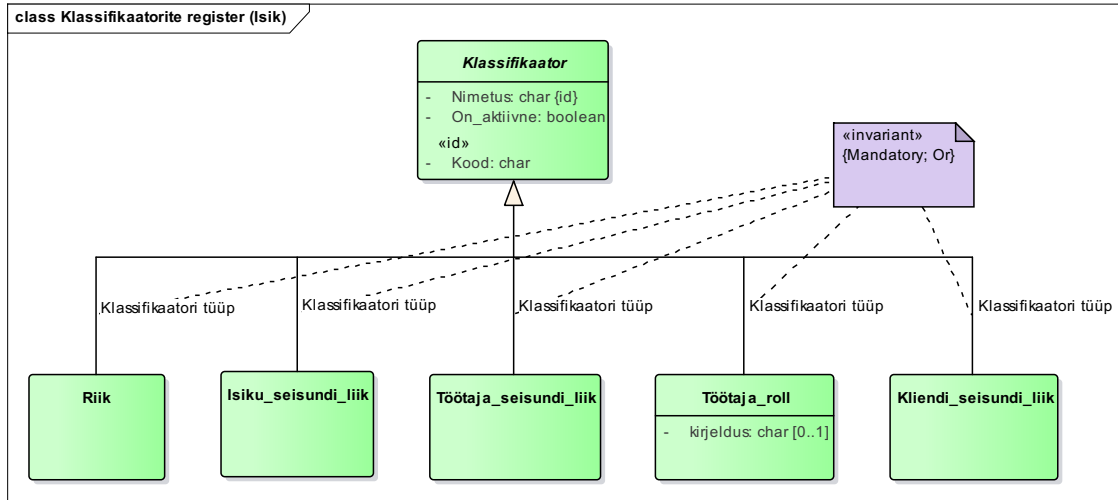 class Klassifikaatorite register (Isik)
Klassifikaator
- Nimetus: char {id}
- On_aktiivne: boolean
«id»
- Kood: char
«invariant»
{Mandatory; Or}
Klassifikaatori tüüp
Klassifikaatori tüüp
Klassifikaatori tüüp
Klassifikaatori tüüp
Klassifikaatori tüüp
Riik
Isiku_seisundi_liik
Töötaja_seisundi_liik
Töötaja_roll
- kirjeldus: char [0..1]
Kliendi_seisundi_liik